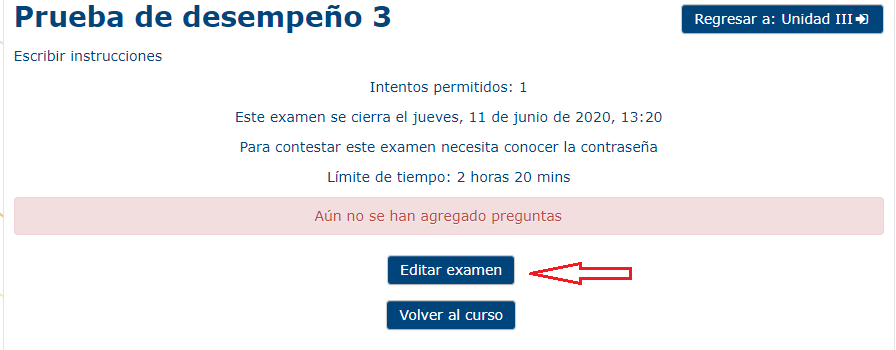 Prueba de desempeño 3
Regresar a: Unidad III
Escribir instrucciones
Intentos permitidos: 1
Este examen se cierra el jueves, 11 de junio de 2020, 13:20
Para contestar este examen necesita conocer la contraseña
Límite de tiempo: 2 horas 20 mins
Aún no se han agregado preguntas
Editar examen
Volver al curso